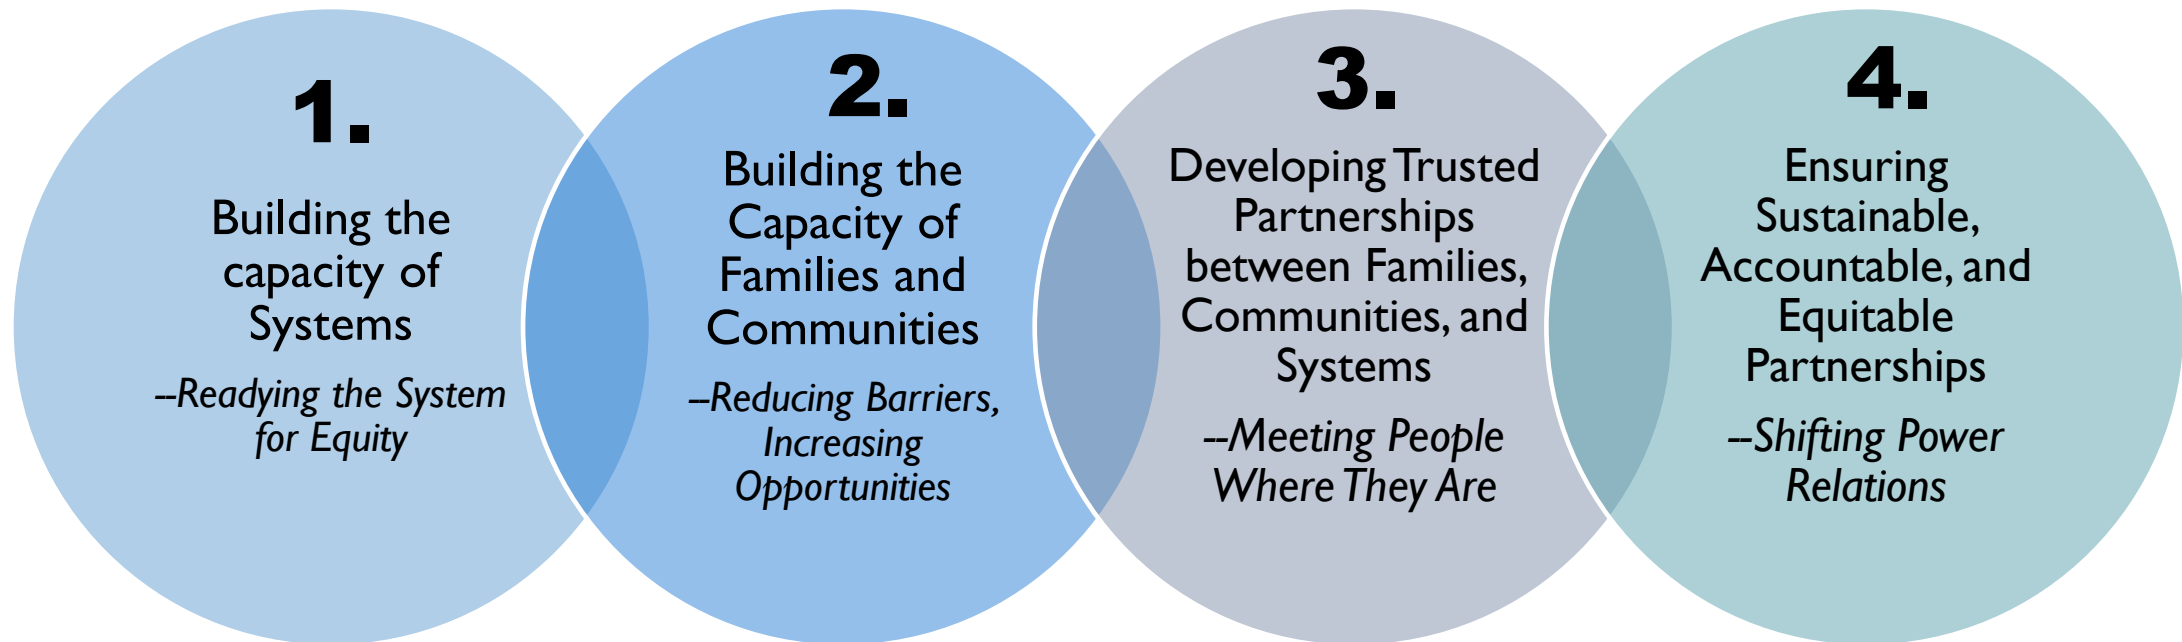 1.
Building the
capacity of
Systems
--Readying the System
for Equity
2.
Building the
Capacity of
Families and
Communities
--Reducing Barriers,
Increasing
Opportunities
3.
Developing Trusted
Partnerships
between Families,
Communities, and
Systems
--Meeting People
Where They Are
4.
Ensuring
Sustainable,
Accountable, and
Equitable
Partnerships
--Shifting Power
Relations